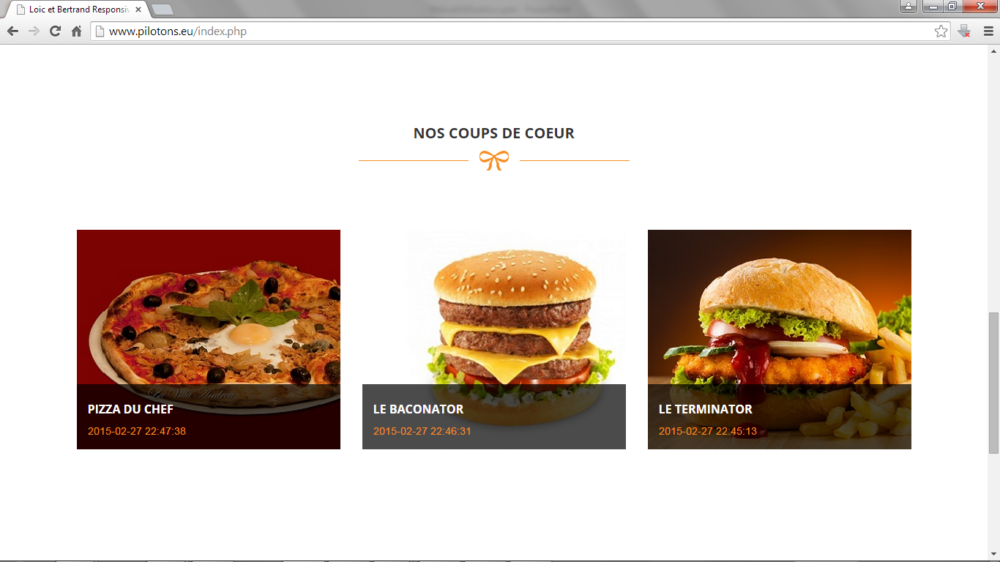 Loic et Bertrand Responsiv
www.pilotons.eu/index.php
NOS COUPS DE COEUR
La Villa Andrea
PIZZA DU CHEF
2015-02-27 22:47:38
LE BACONATOR
2015-02-27 22:46:31
LE TERMINATOR
2015-02-27 22:45:13